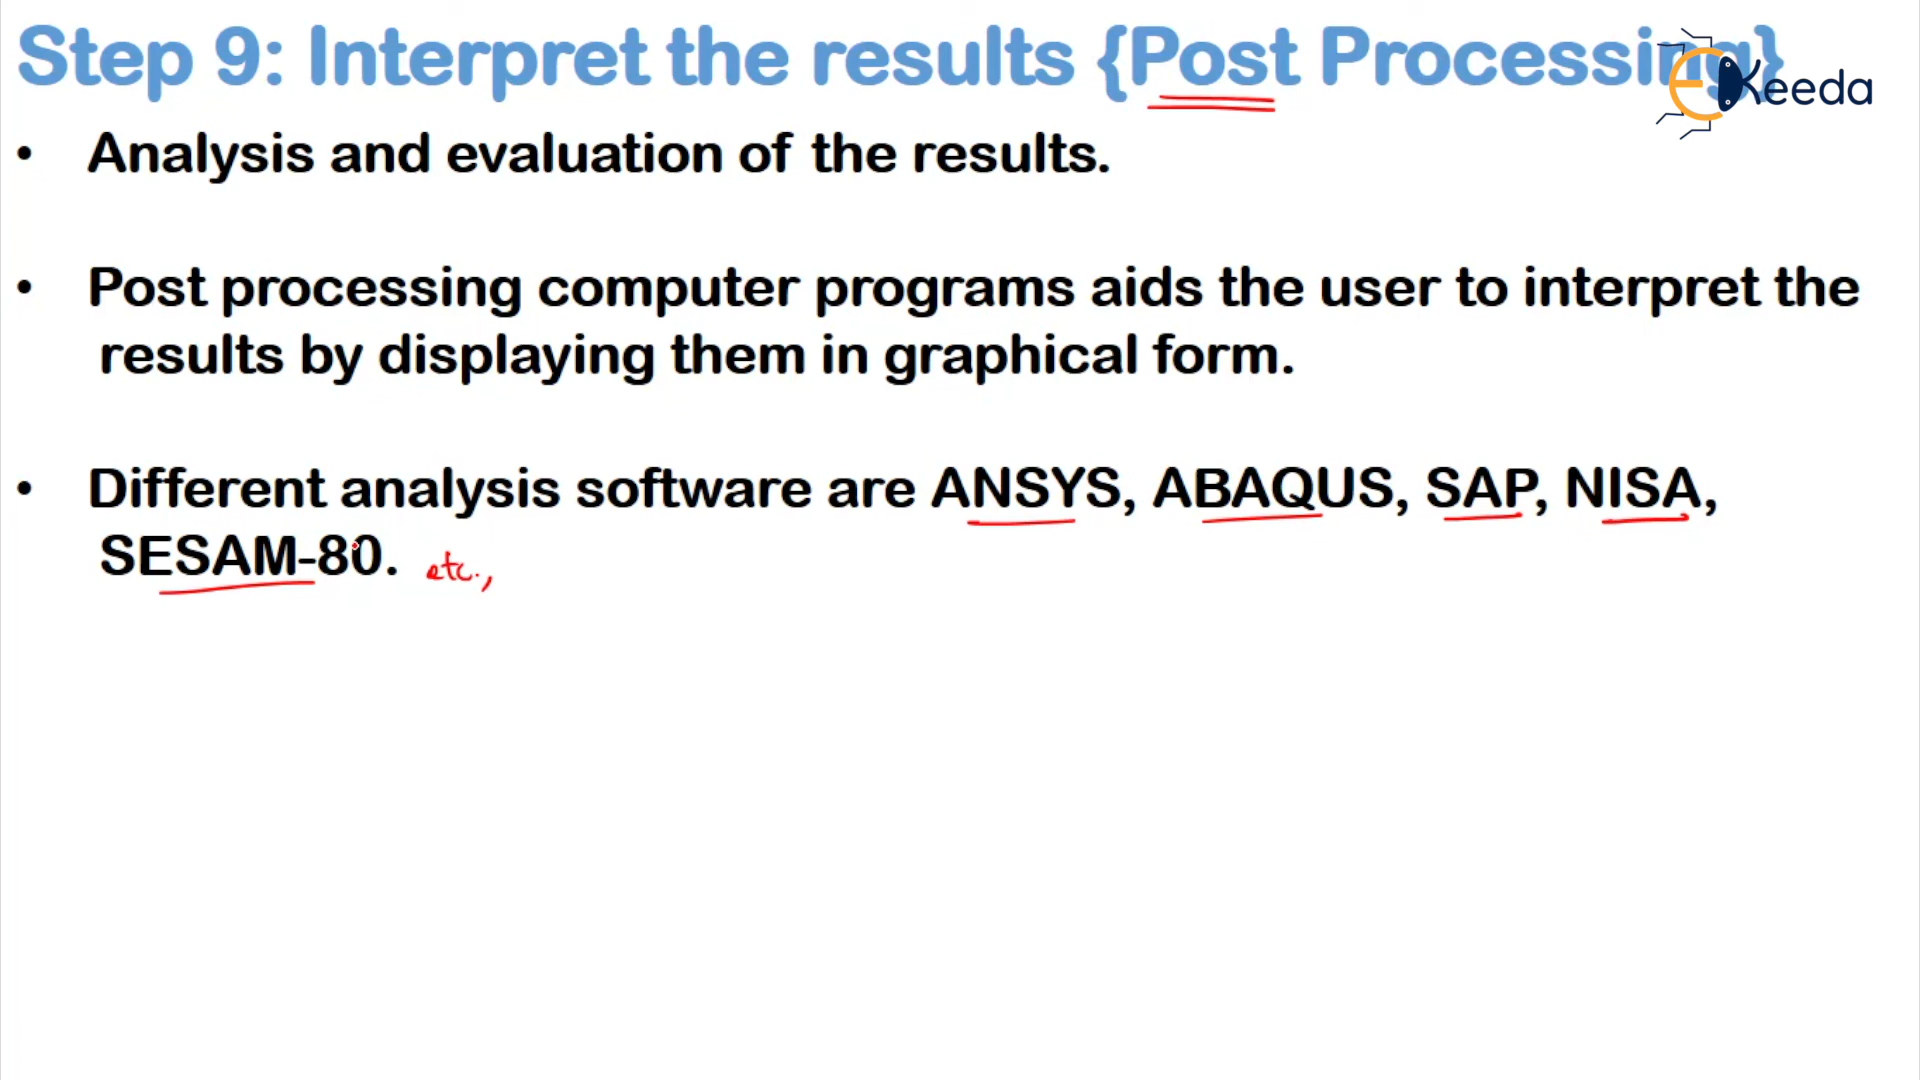 Step 9: Interpret the results {Post Processing}
eKeeda
• Analysis and evaluation of the results.
• Post processing computer programs aids the user to interpret the
results by displaying them in graphical form.
• Different analysis software are ANSYS, ABAQUS, SAP, NISA,
SESAM-80. etc.,